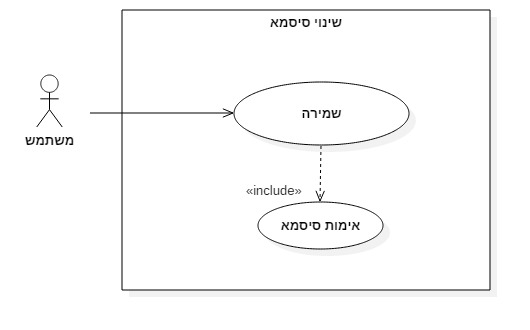 שינוי סיסמא
שמירה
משתמש
«include»
אימות סיסמא